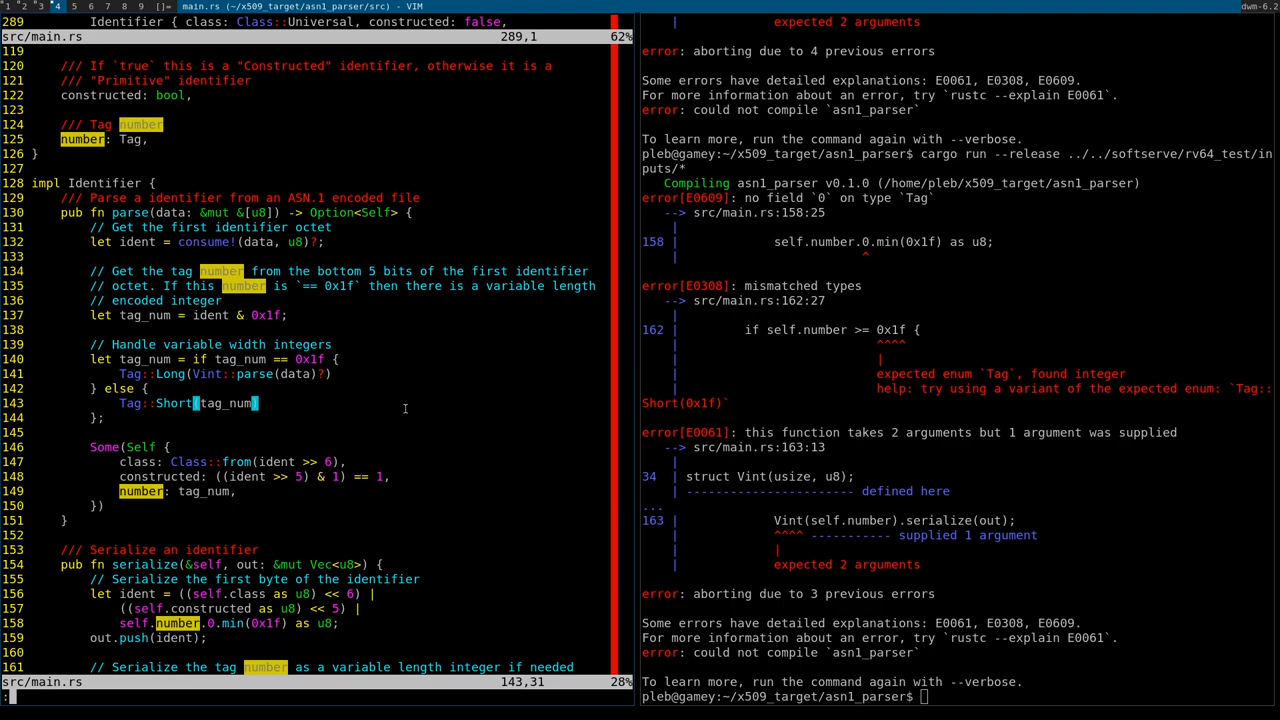 1 2 3 4 5 6 7 8 9 []= main.rs (~/x509_target/asn1_parser/src) - VIM dwm-6.2
289         Identifier { class: Class::Universal, constructed: false,
src/main.rs 289,1 62%
119
120     /// If `true` this is a "Constructed" identifier, otherwise it is a
121     /// "Primitive" identifier
122     constructed: bool,
123
124     /// Tag number
125     number: Tag,
126 }
127
128 impl Identifier {
129     /// Parse a identifier from an ASN.1 encoded file
130     pub fn parse(data: &mut &[u8]) -> Option<Self> {
131         // Get the first identifier octet
132         let ident = consume!(data, u8)?;
133
134         // Get the tag number from the bottom 5 bits of the first identifier
135         // octet. If this number is `== 0x1f` then there is a variable length
136         // encoded integer
137         let tag_num = ident & 0x1f;
138
139         // Handle variable width integers
140         let tag_num = if tag_num == 0x1f {
141             Tag::Long(Vint::parse(data)?)
142         } else {
143             Tag::Short(tag_num)
144         };
145
146         Some(Self {
147             class: Class::from(ident >> 6),
148             constructed: ((ident >> 5) & 1) == 1,
149             number: tag_num,
150         })
151     }
152
153     /// Serialize an identifier
154     pub fn serialize(&self, out: &mut Vec<u8>) {
155         // Serialize the first byte of the identifier
156         let ident = ((self.class as u8) << 6) |
157             ((self.constructed as u8) << 5) |
158             self.number.0.min(0x1f) as u8;
159         out.push(ident);
160
161         // Serialize the tag number as a variable length integer if needed
src/main.rs 143,31 28%
:
    |             expected 2 arguments

error: aborting due to 4 previous errors

Some errors have detailed explanations: E0061, E0308, E0609.
For more information about an error, try `rustc --explain E0061`.
error: could not compile `asn1_parser`

To learn more, run the command again with --verbose.
pleb@gamey:~/x509_target/asn1_parser$ cargo run --release ../../softserve/rv64_test/in
puts/*
   Compiling asn1_parser v0.1.0 (/home/pleb/x509_target/asn1_parser)
error[E0609]: no field `0` on type `Tag`
   --> src/main.rs:158:25
    |
158 |             self.number.0.min(0x1f) as u8;
    |                         ^

error[E0308]: mismatched types
   --> src/main.rs:162:27
    |
162 |         if self.number >= 0x1f {
    |                           ^^^^
    |                           |
    |                           expected enum `Tag`, found integer
    |                           help: try using a variant of the expected enum: `Tag::
Short(0x1f)`

error[E0061]: this function takes 2 arguments but 1 argument was supplied
   --> src/main.rs:163:13
    |
34  | struct Vint(usize, u8);
    | ----------------------- defined here
...
163 |             Vint(self.number).serialize(out);
    |             ^^^^ ----------- supplied 1 argument
    |             |
    |             expected 2 arguments

error: aborting due to 3 previous errors

Some errors have detailed explanations: E0061, E0308, E0609.
For more information about an error, try `rustc --explain E0061`.
error: could not compile `asn1_parser`

To learn more, run the command again with --verbose.
pleb@gamey:~/x509_target/asn1_parser$